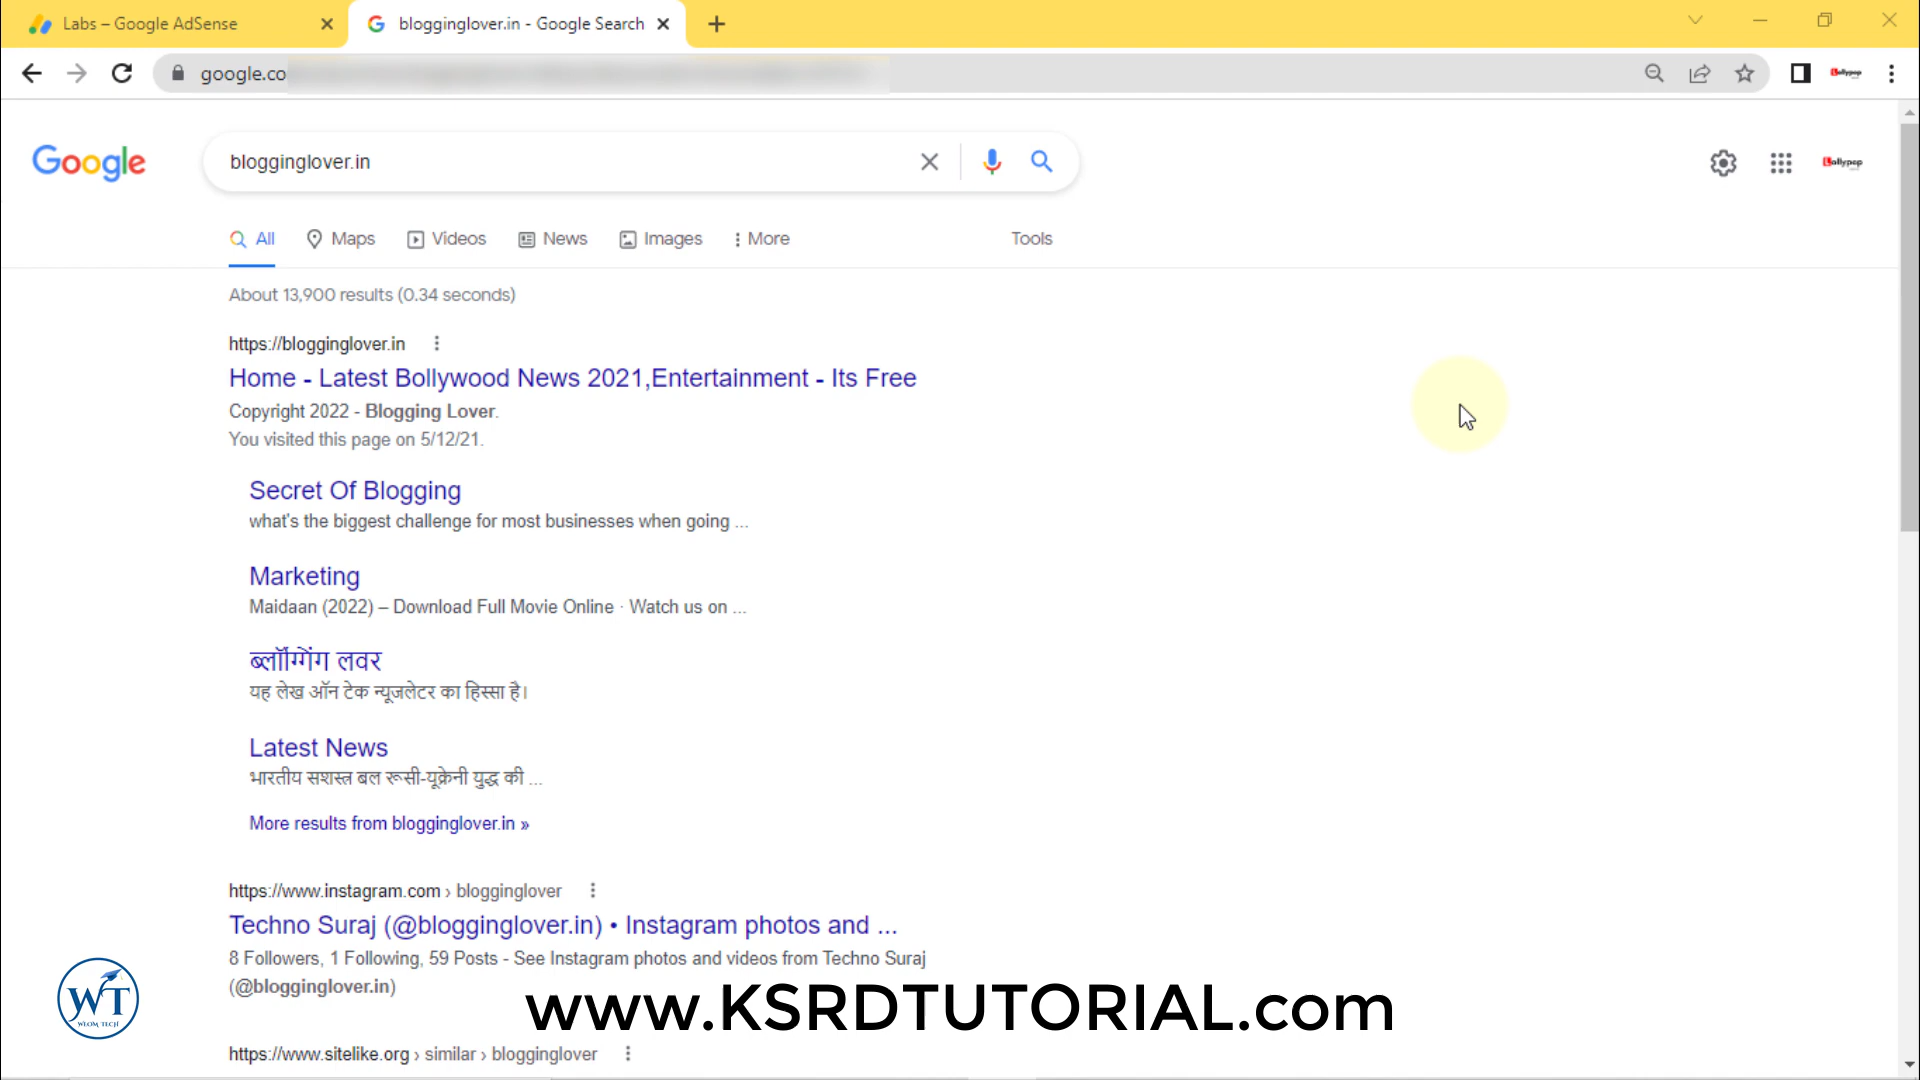 Labs – Google AdSense
blogginglover.in - Google Search
google.co
Google
blogginglover.in
Lollypop
All
Maps
Videos
News
Images
More
Tools
About 13,900 results (0.34 seconds)
https://blogginglover.in
Home - Latest Bollywood News 2021,Entertainment - Its Free
Copyright 2022 - Blogging Lover.
You visited this page on 5/12/21.
Secret Of Blogging
what's the biggest challenge for most businesses when going ...
Marketing
Maidaan (2022) – Download Full Movie Online · Watch us on ...
ब्लॉग्गिंग लवर
यह लेख ऑन टेक न्यूजलेटर का हिस्सा है।
Latest News
भारतीय सशस्त्र बल रूसी-यूक्रेनी युद्ध की ...
More results from blogginglover.in »
https://www.instagram.com › blogginglover
Techno Suraj (@blogginglover.in) • Instagram photos and ...
8 Followers, 1 Following, 59 Posts - See Instagram photos and videos from Techno Suraj
(@blogginglover.in)
WT
WLOM TECJI
www.KSRDTUTORIAL.com
https://www.sitelike.org › similar › blogginglover